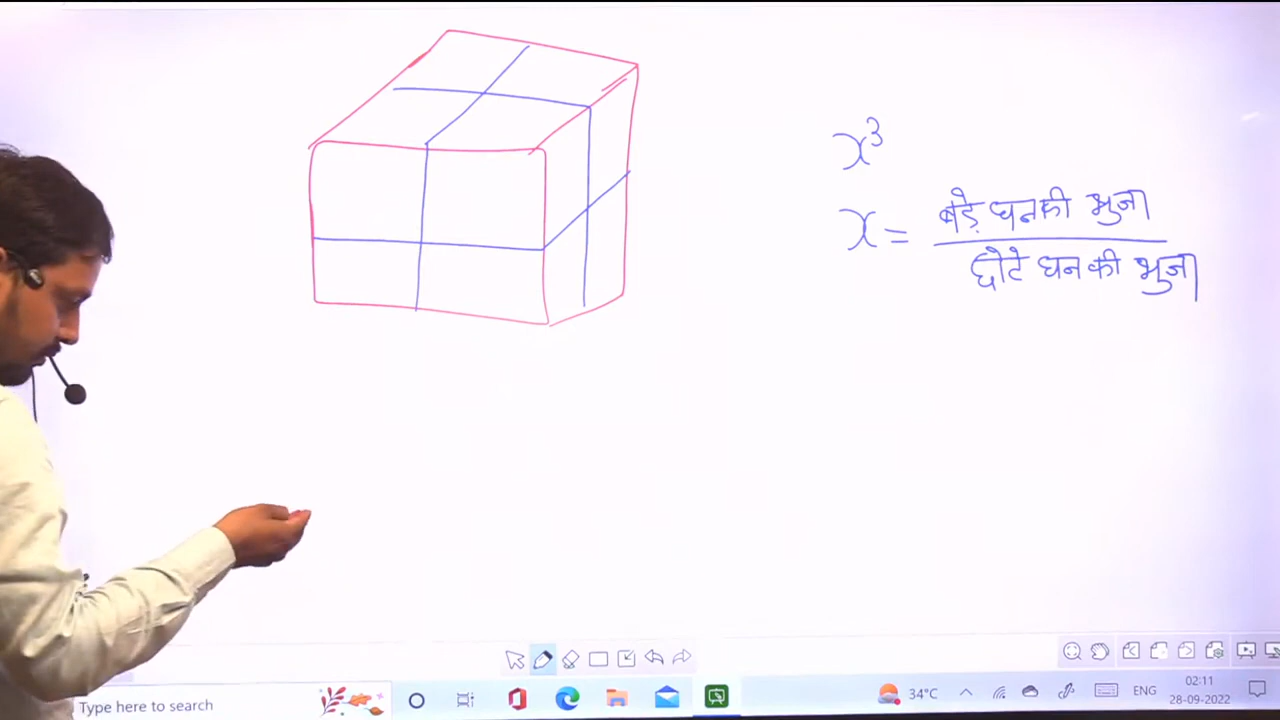 x³
x = बड़े घन की भुजा
छोटे घन की भुजा
Type here to search
34°C
ENG
02:11
28-09-2022